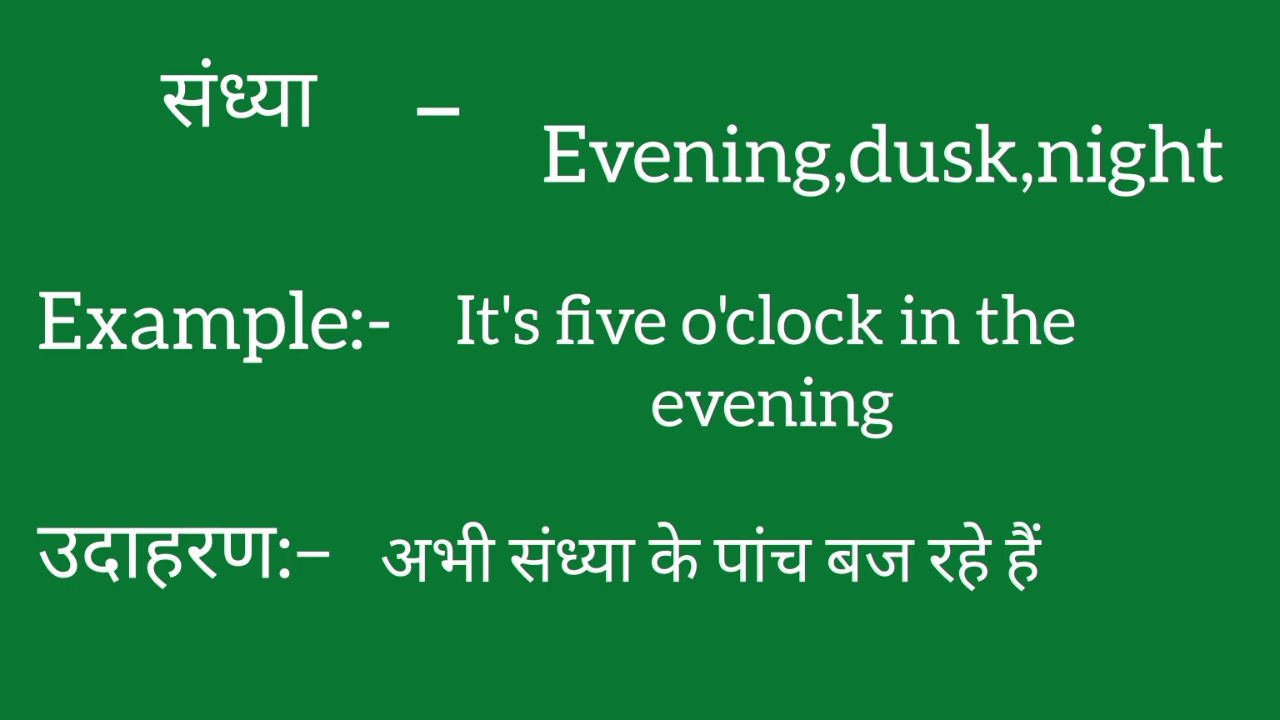 संध्या –
Evening,dusk,night
Example:- It's five o'clock in the
evening
उदाहरण:– अभी संध्या के पांच बज रहे हैं